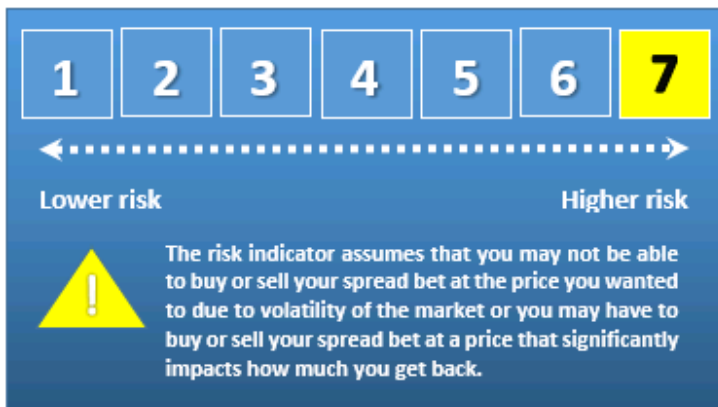 1 2 3 4 5 6 7
Lower risk Higher risk
!
The risk indicator assumes that you may not be able
to buy or sell your spread bet at the price you wanted
to due to volatility of the market or you may have to
buy or sell your spread bet at a price that significantly
impacts how much you get back.